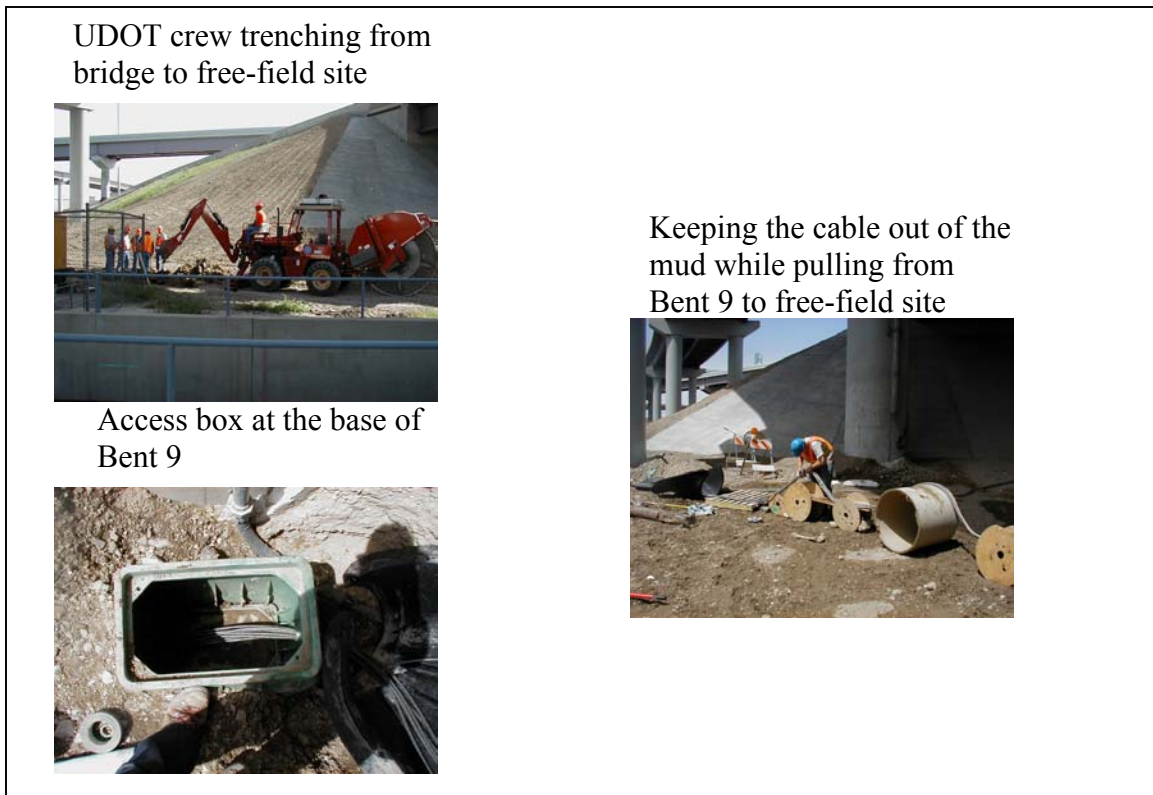 UDOT crew trenching from
bridge to free-field site
Access box at the base of
Bent 9
Keeping the cable out of the
mud while pulling from
Bent 9 to free-field site